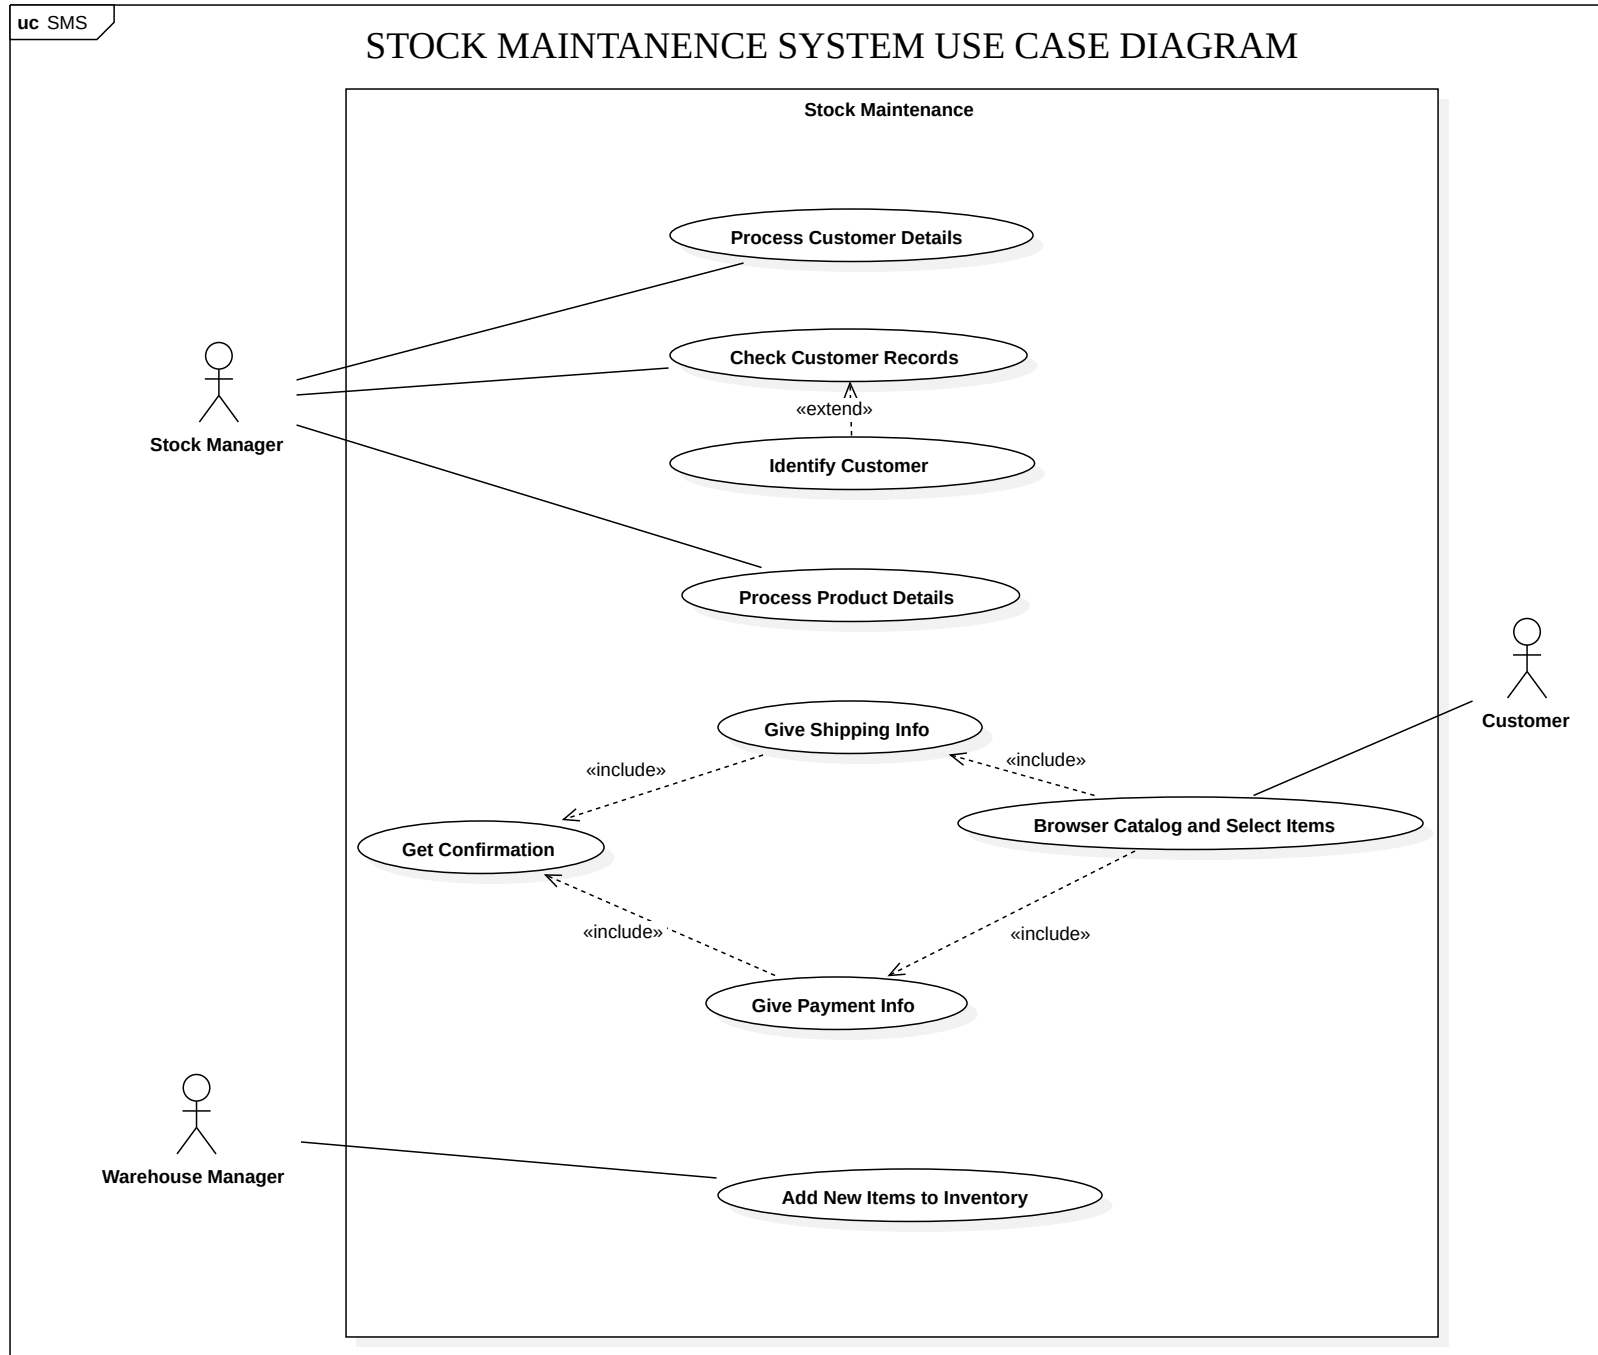 uc SMS
STOCK MAINTANENCE SYSTEM USE CASE DIAGRAM
Stock Maintenance
Process Customer Details
Check Customer Records
«extend»
Stock Manager
Identify Customer
Process Product Details
Customer
Give Shipping Info
«include»
«include»
Browser Catalog and Select Items
Get Confirmation
«include»
«include»
Give Payment Info
Warehouse Manager
Add New Items to Inventory